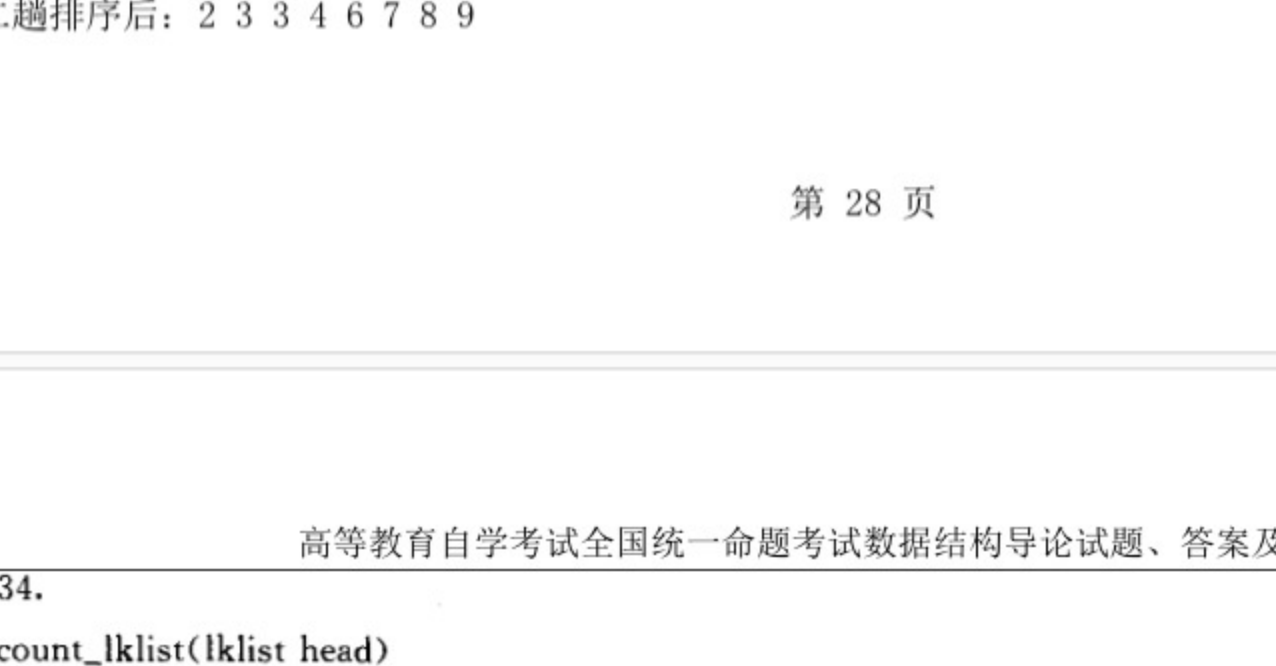 趟排序后：2 3 3 4 6 7 8 9
第 28 页
高等教育自学考试全国统一命题考试数据结构导论试题、答案及
34.
count_lklist(lklist head)